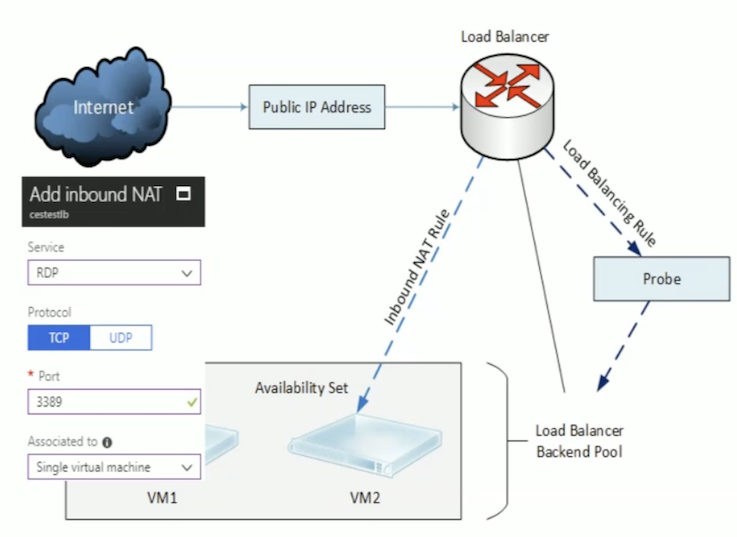 Load Balancer
Internet
Public IP Address
Load Balancing Rule
Inbound NAT Rule
Probe
Add inbound NAT
cestestlb
Service
RDP
Protocol
TCP UDP
* Port
3389
Associated to
Single virtual machine
Availability Set
VM1
VM2
Load Balancer
Backend Pool